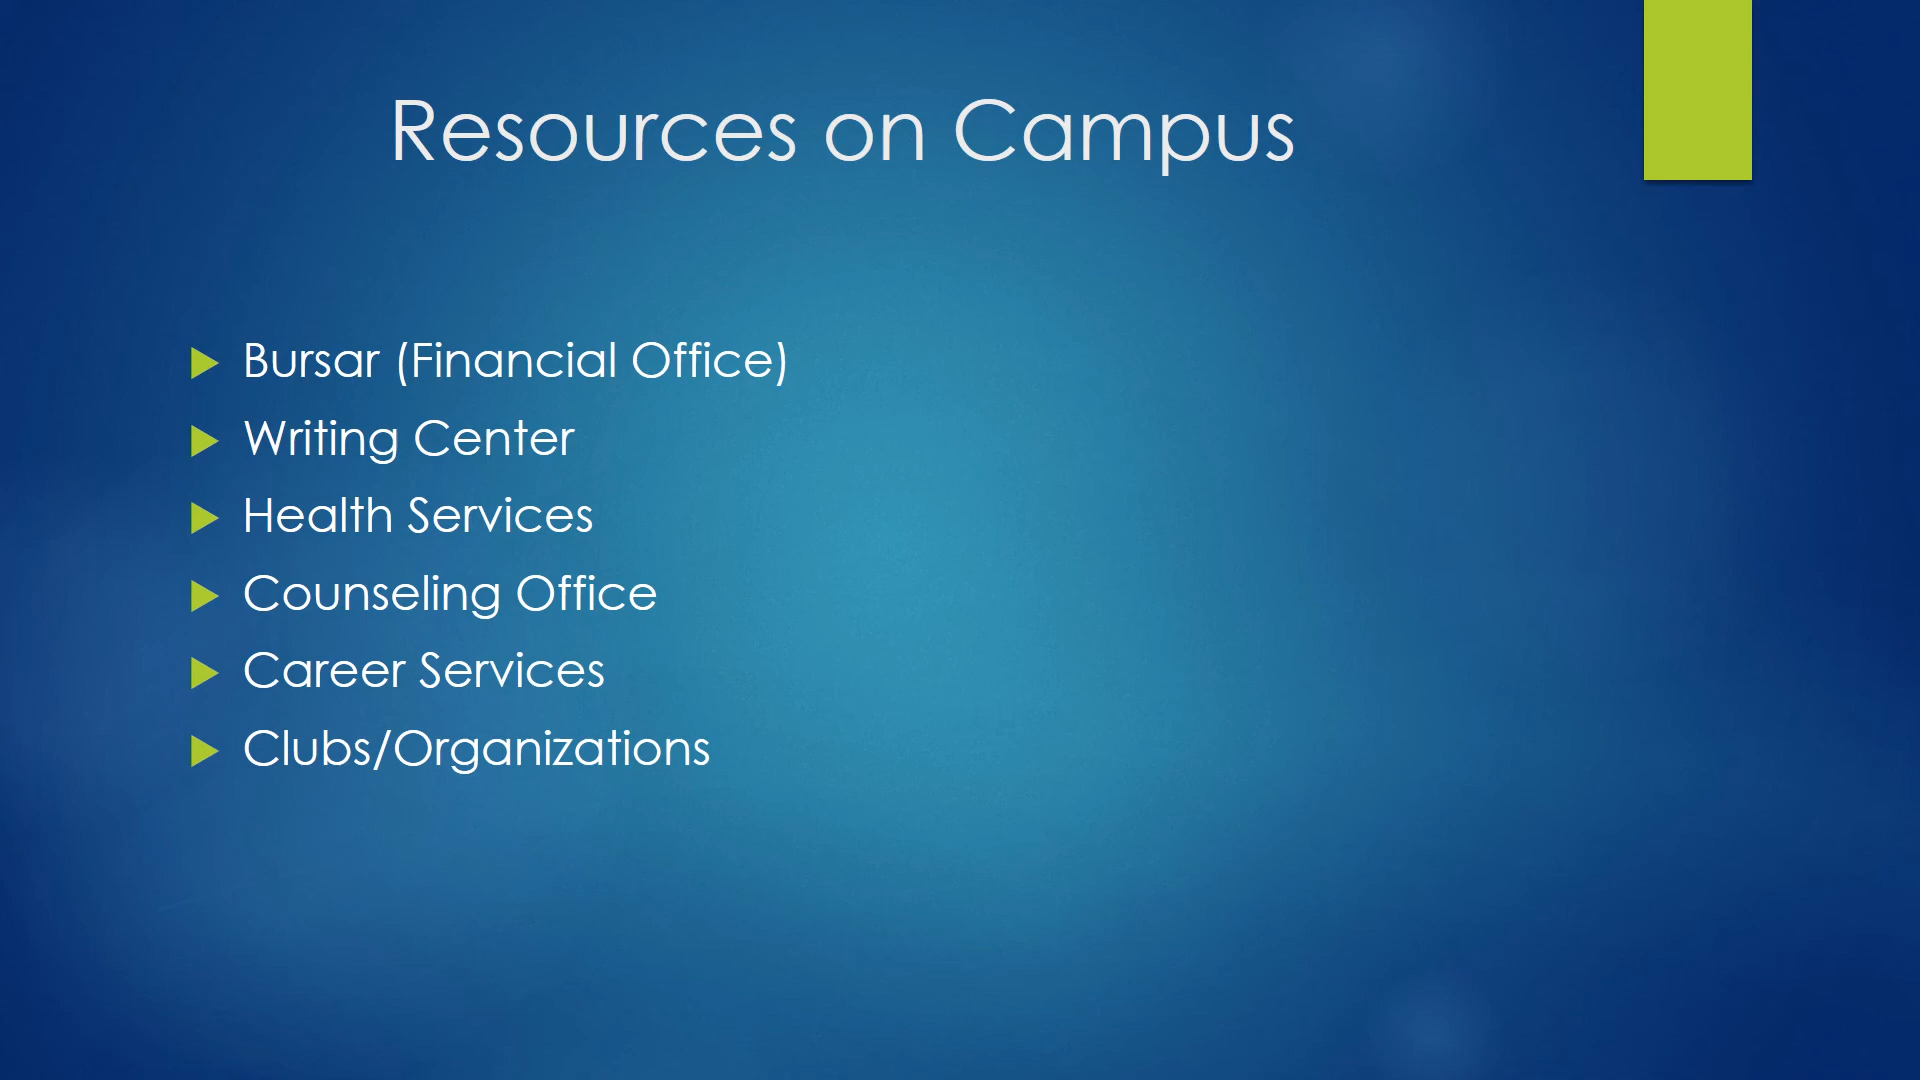 Resources on Campus
Bursar (Financial Office)
Writing Center
Health Services
Counseling Office
Career Services
Clubs/Organizations